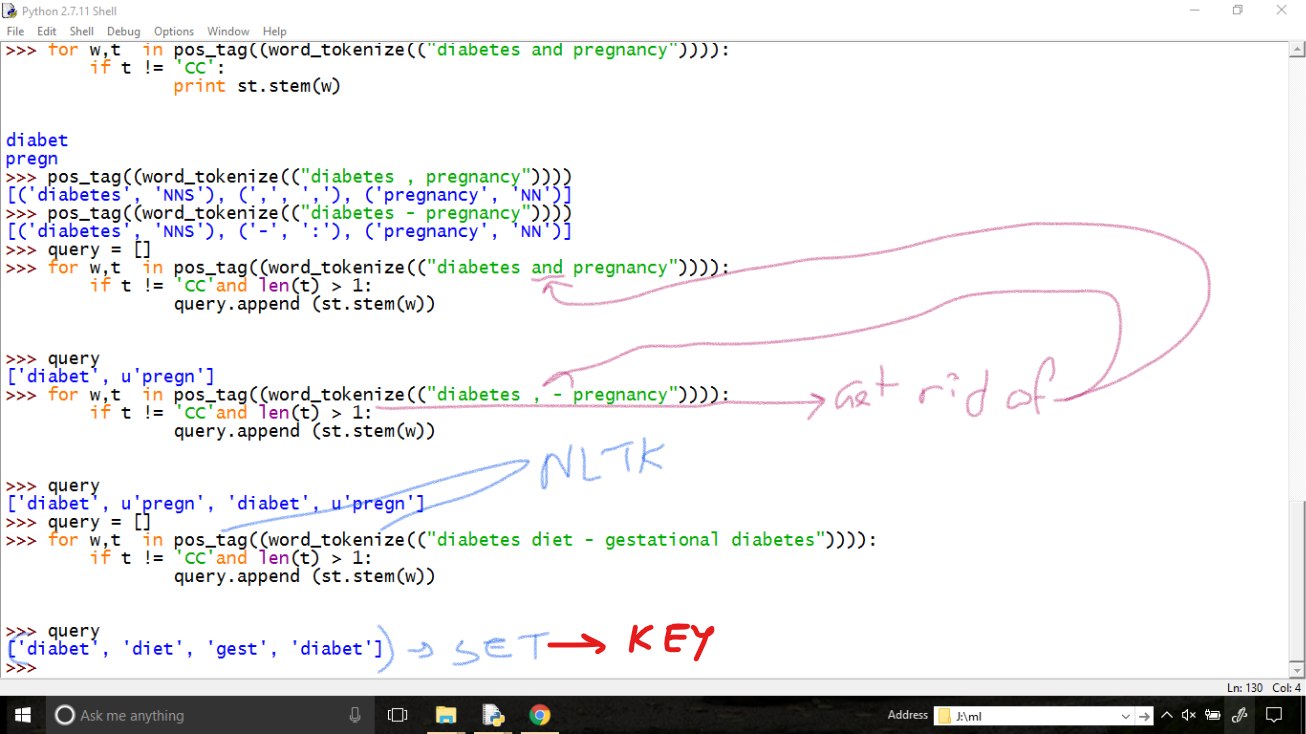 Python 2.7.11 Shell
File Edit Shell Debug Options Window Help
>>> for w,t  in pos_tag((word_tokenize(("diabetes and pregnancy")))):
        if t != 'CC':
                print st.stem(w)
diabet
pregn
>>> pos_tag((word_tokenize(("diabetes , pregnancy"))))
[('diabetes', 'NNS'), (',', ','), ('pregnancy', 'NN')]
>>> pos_tag((word_tokenize(("diabetes - pregnancy"))))
[('diabetes', 'NNS'), ('-', ':'), ('pregnancy', 'NN')]
>>> query = []
>>> for w,t  in pos_tag((word_tokenize(("diabetes and pregnancy")))):
        if t != 'CC'and len(t) > 1:
                query.append (st.stem(w))
>>> query
['diabet', u'pregn']
>>> for w,t  in pos_tag((word_tokenize(("diabetes , - pregnancy")))):
Get rid of
        if t != 'CC'and len(t) > 1:
                query.append (st.stem(w))
NLTK
>>> query
['diabet', u'pregn', 'diabet', u'pregn']
>>> query = []
>>> for w,t  in pos_tag((word_tokenize(("diabetes diet - gestational diabetes")))):
        if t != 'CC'and len(t) > 1:
                query.append (st.stem(w))
>>> query
['diabet', 'diet', 'gest', 'diabet'] → SET → KEY
>>>
Ln: 130 Col: 4
Ask me anything
Address J:\ml